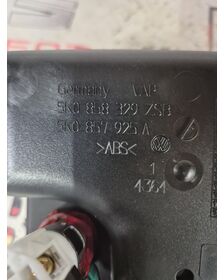 Germany VAP
5K0 858 329 ZSB
5K0 857 925 A
>ABS<
1
4364